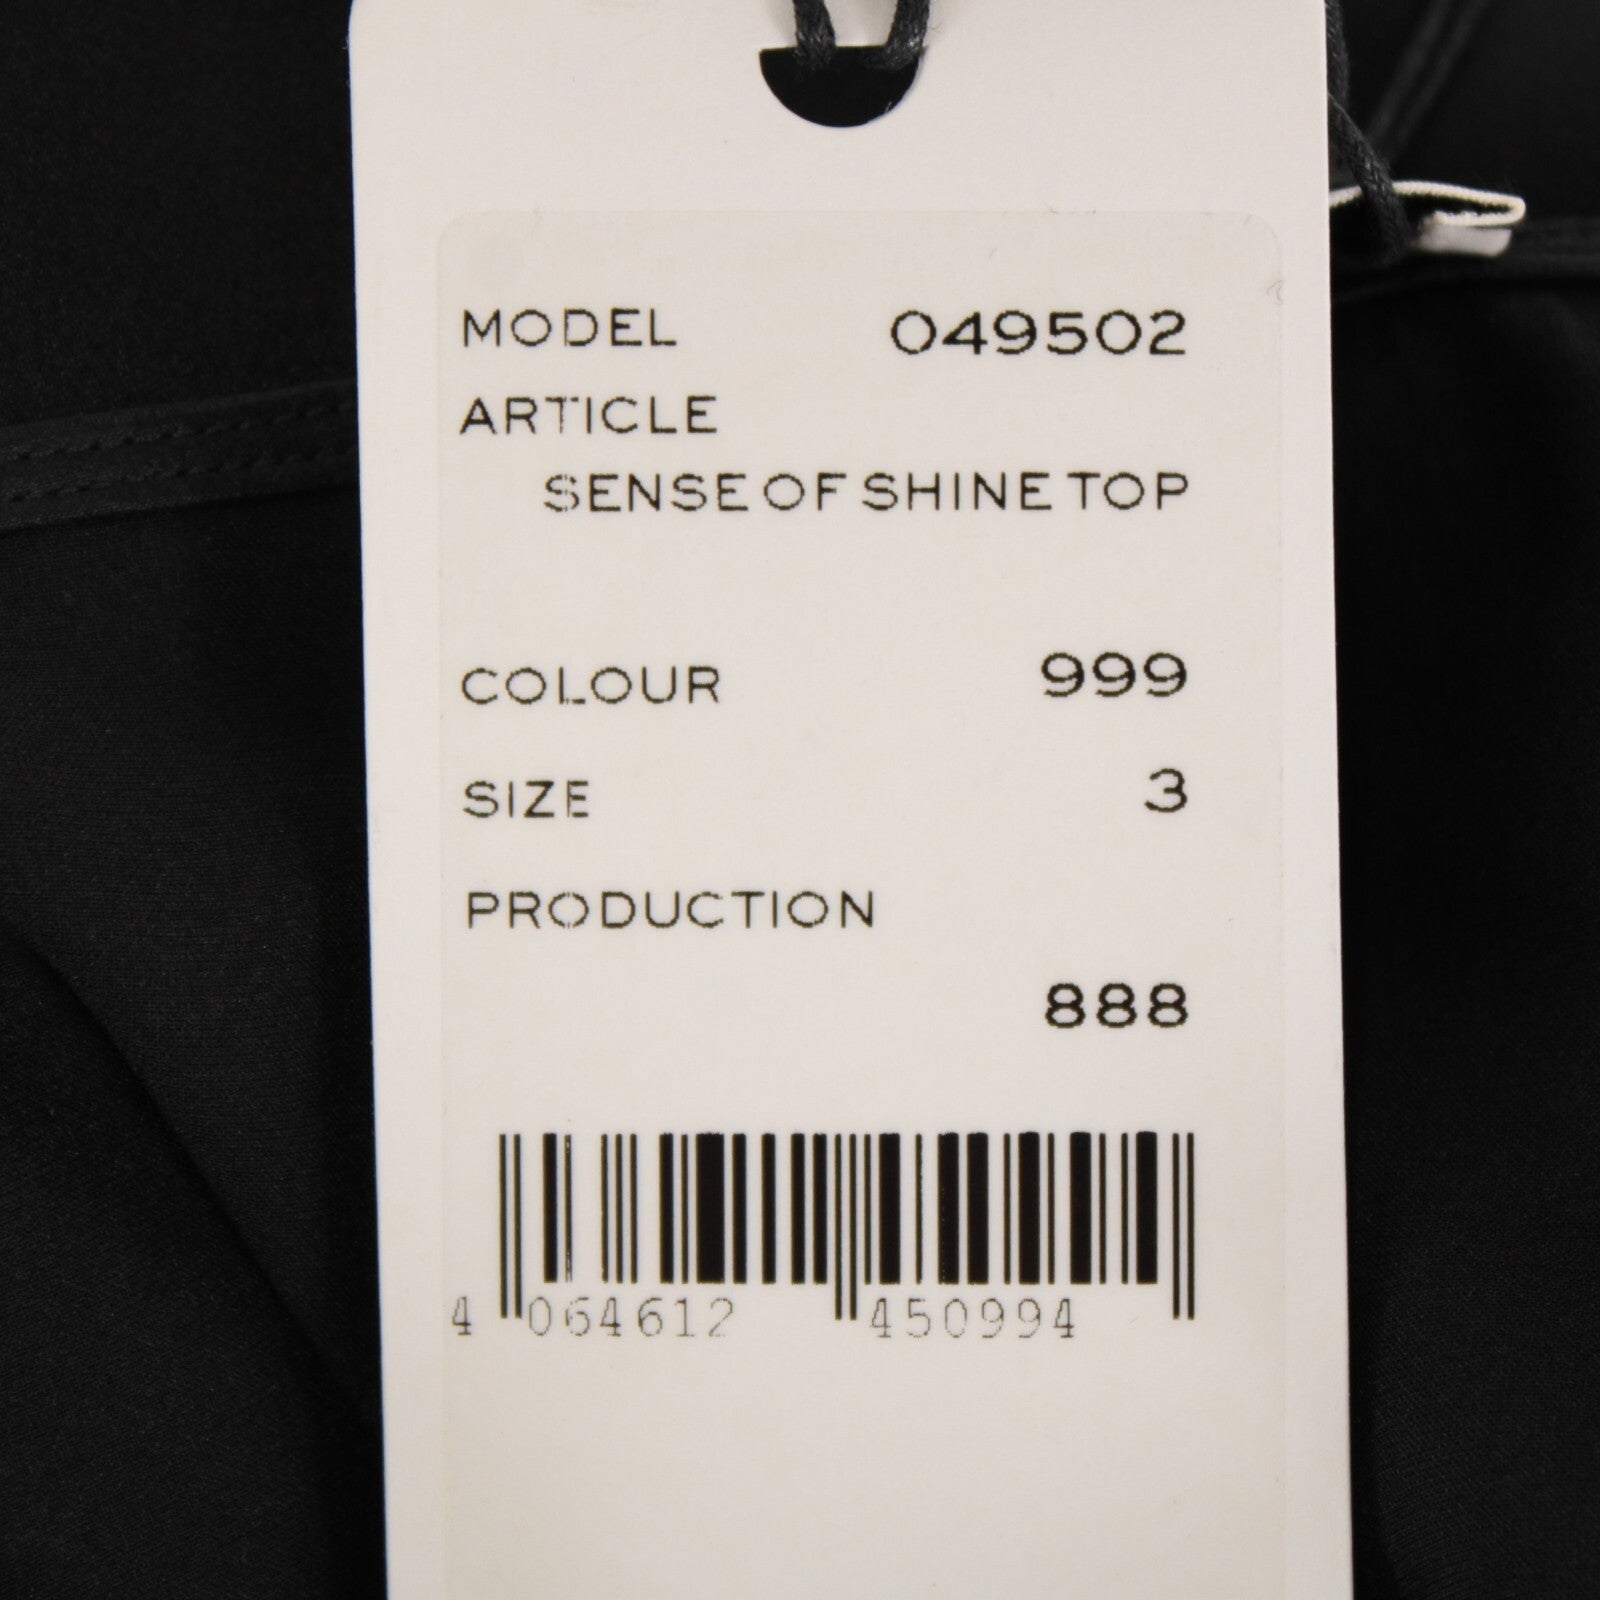 MODEL 049502
ARTICLE
SENSE OF SHINE TOP
COLOUR 999
SIZE 3
PRODUCTION
888
4 064612 450994